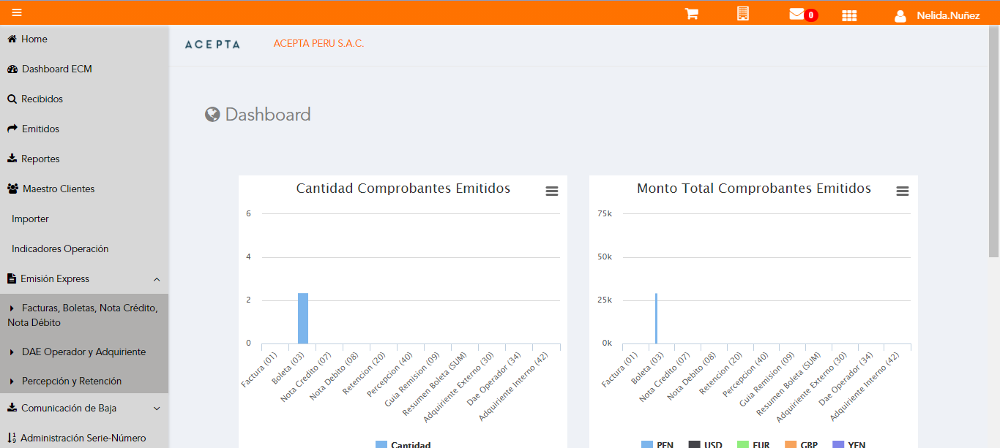 0
Nelida.Nuñez
Home
Dashboard ECM
Recibidos
Emitidos
Reportes
Maestro Clientes
Importer
Indicadores Operación
Emisión Express
Facturas, Boletas, Nota Crédito,
Nota Débito
DAE Operador y Adquiriente
Percepción y Retención
Comunicación de Baja
Administración Serie-Número
ACEPTA
ACEPTA PERU S.A.C.
Dashboard
Cantidad Comprobantes Emitidos
6
4
2
0
Factura (01)
Boleta (03)
Nota Credito (07)
Nota Debito (08)
Retencion (20)
Percepcion (40)
Guia Remision (09)
Resumen Boleta (SUM)
Adquiriente Externo (30)
Dae Operador (34)
Adquiriente Interno (42)
Cantidad
Monto Total Comprobantes Emitidos
75k
50k
25k
0k
Factura (01)
Boleta (03)
Nota Credito (07)
Nota Debito (08)
Retencion (20)
Percepcion (40)
Guia Remision (09)
Resumen Boleta (SUM)
Adquiriente Externo (30)
Dae Operador (34)
Adquiriente Interno (42)
PEN USD EUR GBP YEN